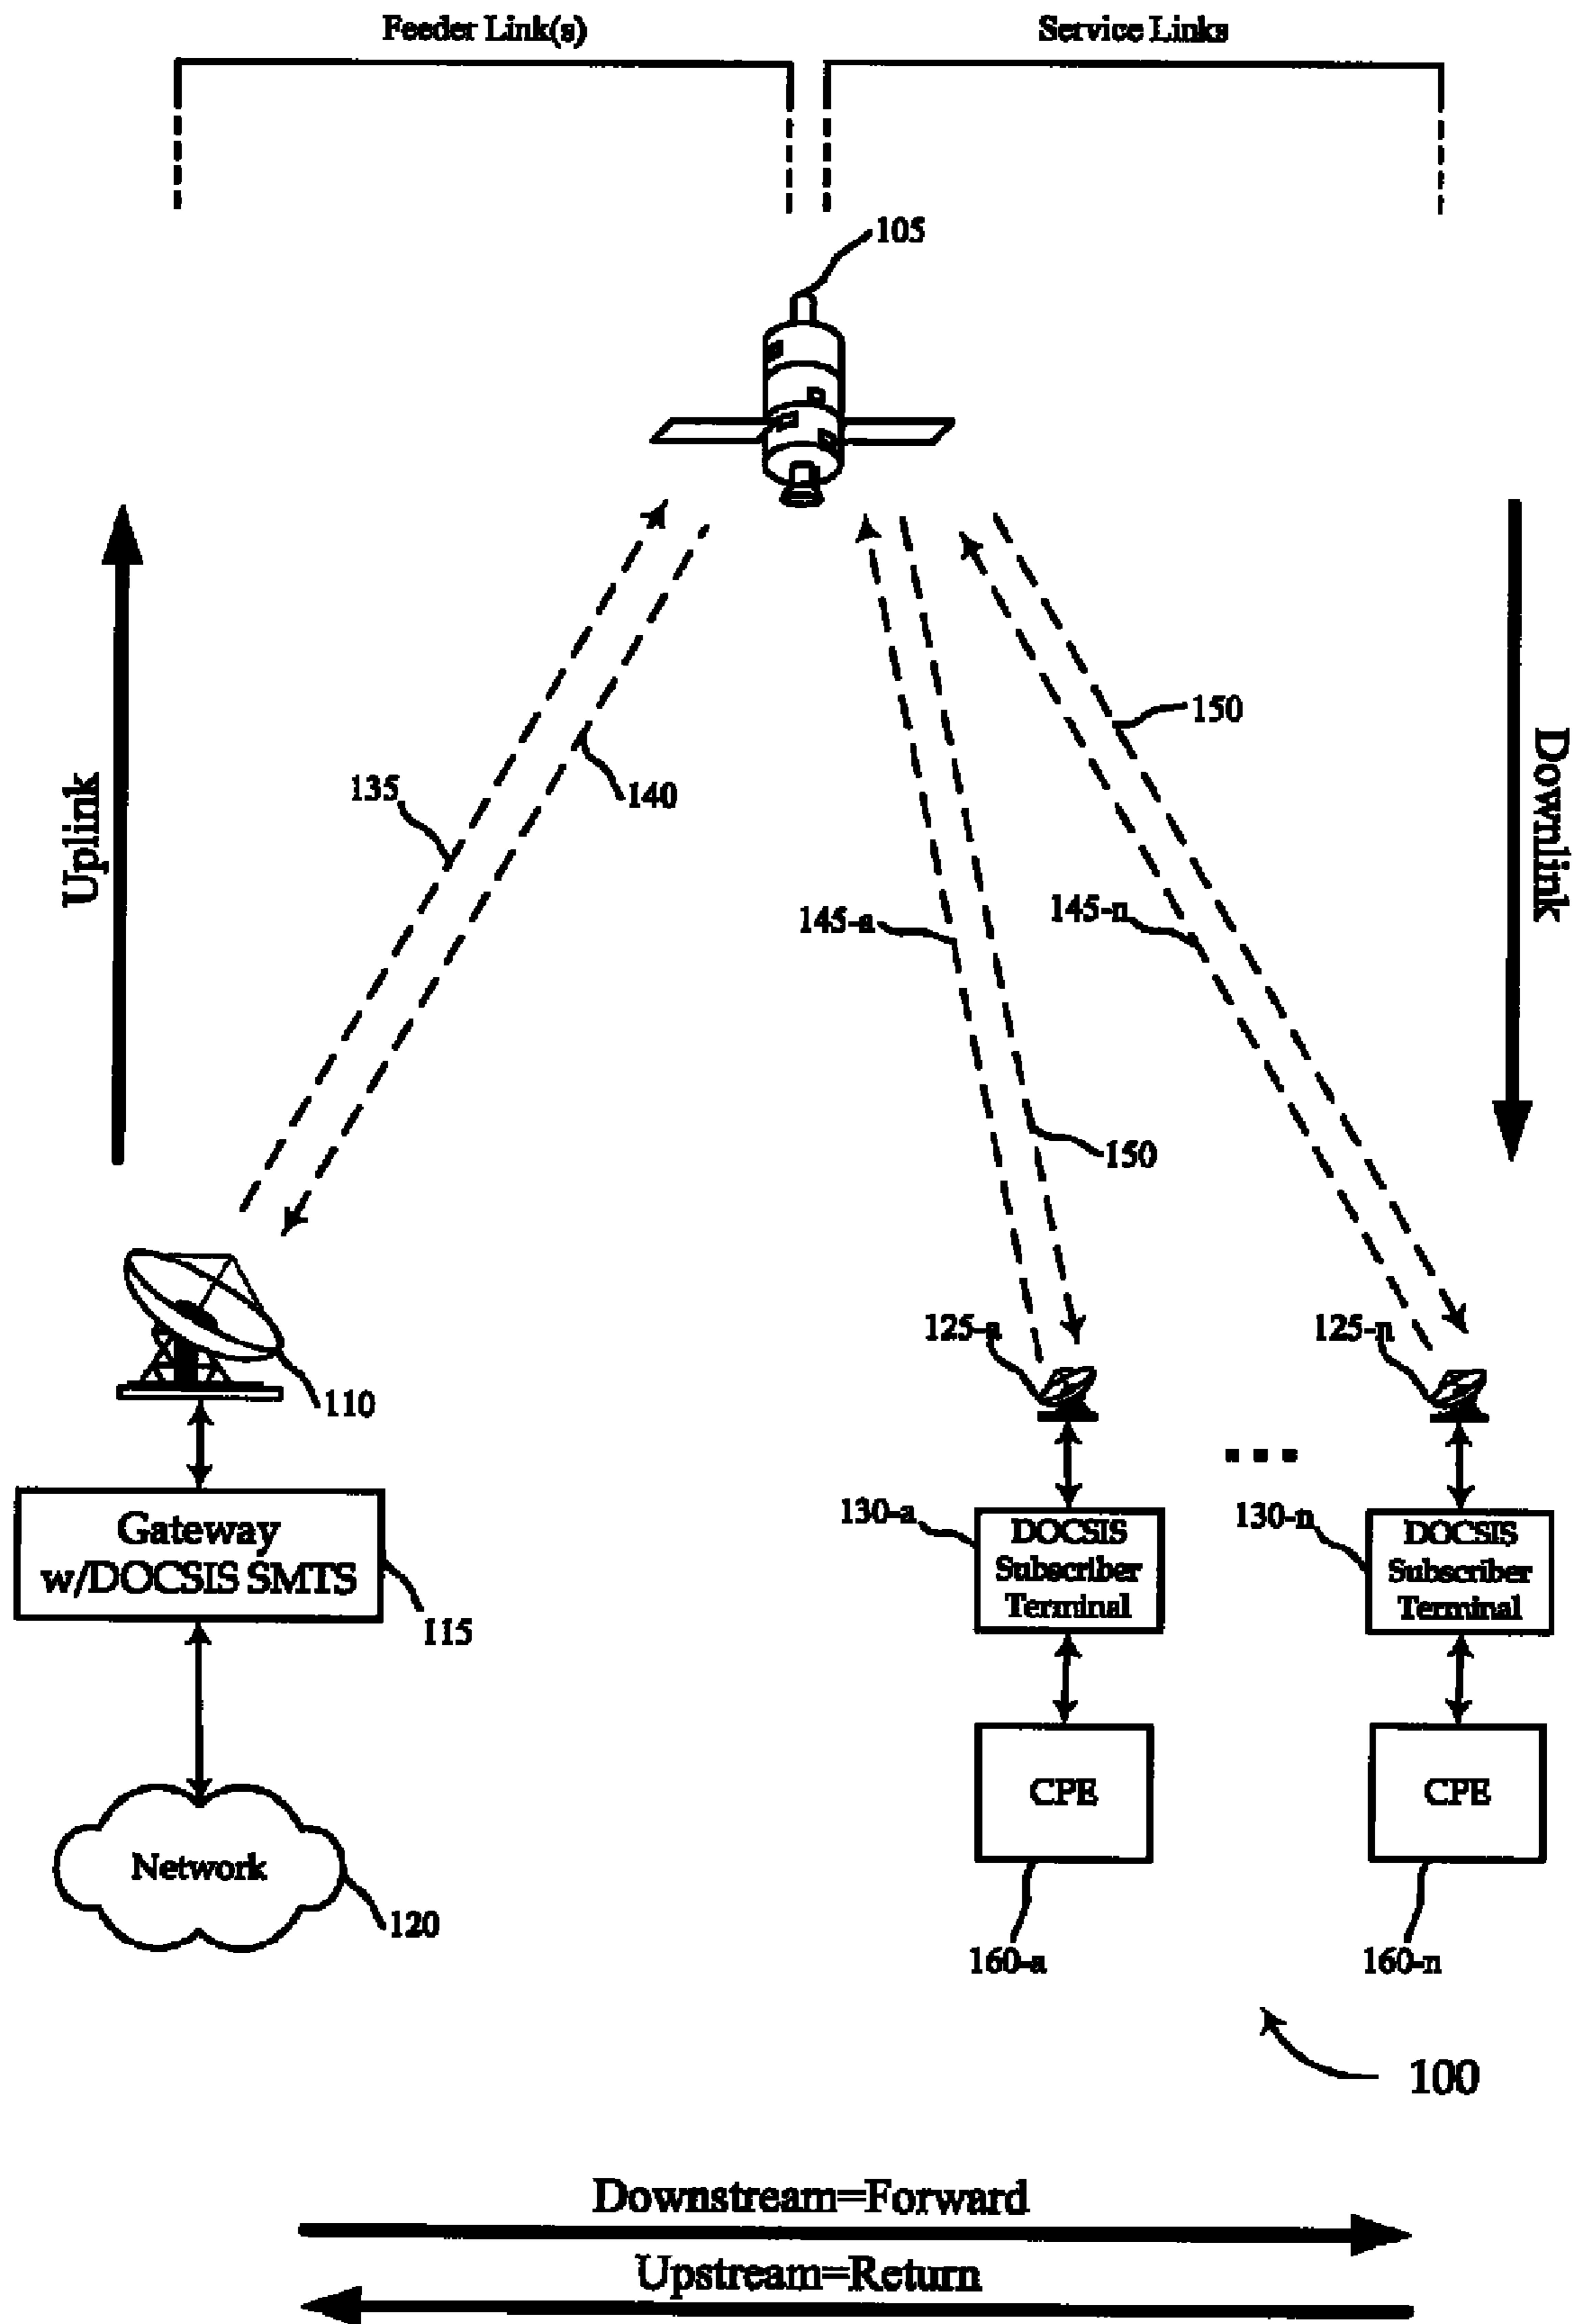 Feeder Link(s)
Service Links
105
Uplink
Downlink
135
140
150
145-a
145-n
150
125-a
125-n
110
Gateway
w/DOCSIS SMTS
115
130-a
DOCSIS
Subscriber
Terminal
130-n
DOCSIS
Subscriber
Terminal
CPE
CPE
Network
120
160-a
160-n
100
Downstream=Forward
Upstream=Return